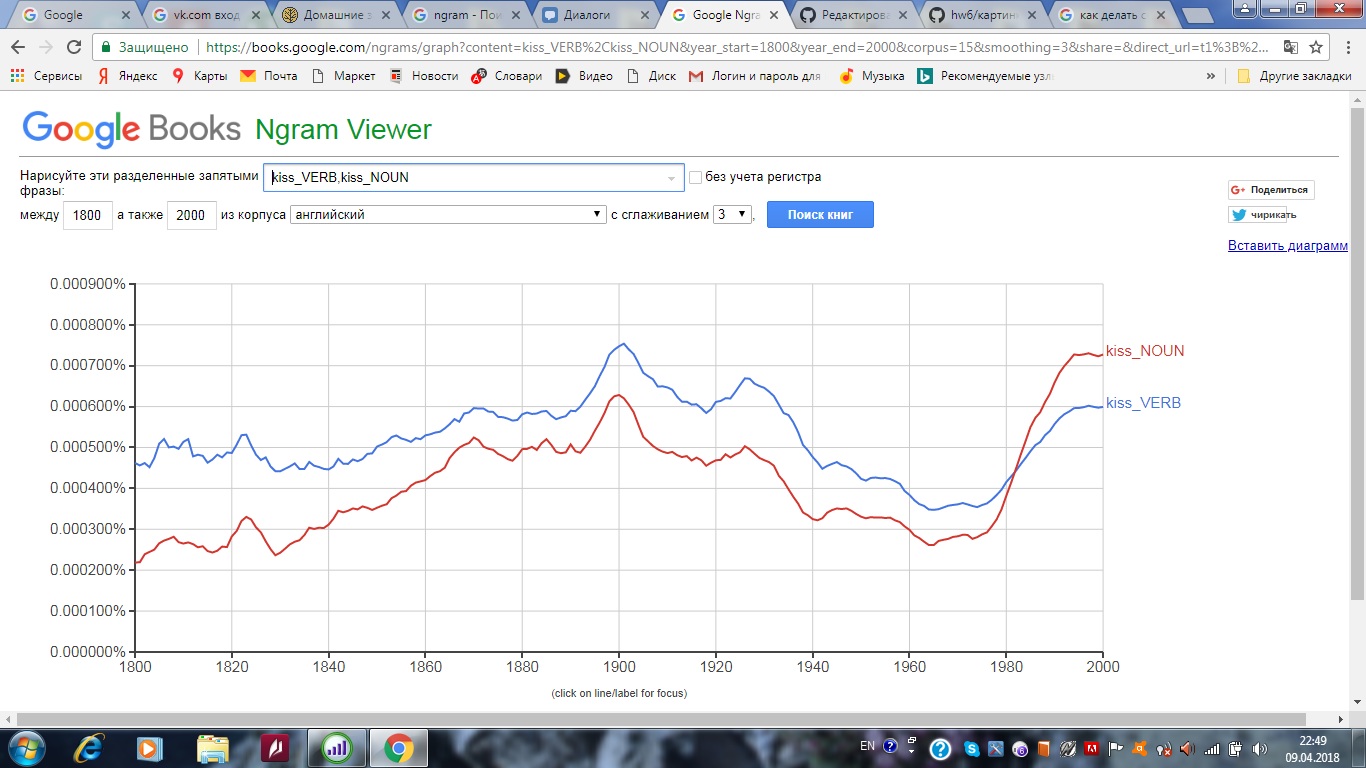 Google
vk.com вход
Домашние з
ngram - Пои
Диалоги
Google Ngra
Редактирова
hw6/картинк
как делать с
Защищено
https://books.google.com/ngrams/graph?content=kiss_VERB%2Ckiss_NOUN&year_start=1800&year_end=2000&corpus=15&smoothing=3&share=&direct_url=t1%3B%2...
Сервисы
Яндекс
Карты
Почта
Маркет
Новости
Словари
Видео
Диск
Логин и пароль для
Музыка
Рекомендуемые узл
»
Другие закладки
Google Books Ngram Viewer
Нарисуйте эти разделенные запятыми
фразы:
kiss_VERB,kiss_NOUN
без учета регистра
между 1800 а также 2000 из корпуса английский с сглаживанием 3 , Поиск книг
G+ Поделиться
чирикать
Вставить диаграмм
0.000900%
0.000800%
0.000700%
0.000600%
0.000500%
0.000400%
0.000300%
0.000200%
0.000100%
0.000000%
kiss_NOUN
kiss_VERB
1800 1820 1840 1860 1880 1900 1920 1940 1960 1980 2000
(click on line/label for focus)
EN
22:49
09.04.2018